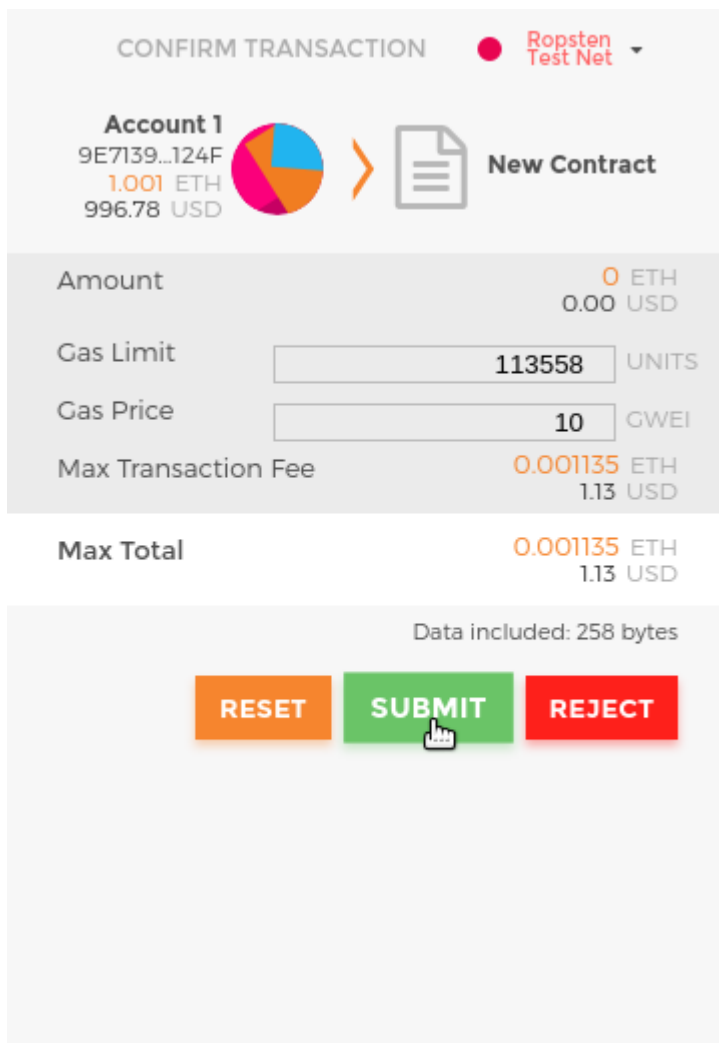 CONFIRM TRANSACTION
Ropsten
Test Net
Account 1
9E7139...124F
1.001 ETH
996.78 USD
New Contract
Amount
0 ETH
0.00 USD
Gas Limit
113558 UNITS
Gas Price
10 GWEI
Max Transaction Fee
0.001135 ETH
1.13 USD
Max Total
0.001135 ETH
1.13 USD
Data included: 258 bytes
RESET SUBMIT REJECT